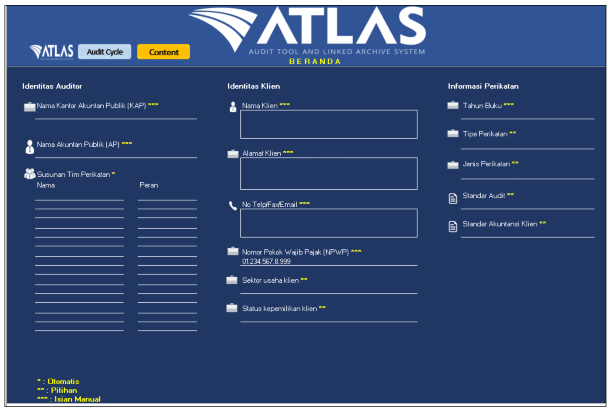 ATLAS
AUDIT TOOL AND LINKED ARCHIVE SYSTEM
BERANDA
ATLAS
Audit Cycle
Content
Identitas Auditor
Nama Kantor Akuntan Publik (KAP) ***
Nama Akuntan Publik (AP) ***
Susunan Tim Perikatan *
Nama Peran
Identitas Klien
Nama Klien ***
Alamat Klien ***
No Telp/Fax/Email ***
Nomor Pokok Wajib Pajak (NPWP) ***
01.234.567.8.999
Sektor usaha klien **
Status kepemilikan klien **
Informasi Perikatan
Tahun Buku ***
Tipe Perikatan **
Jenis Perikatan **
Standar Audit **
Standar Akuntansi Klien **
* : Otomatis
** : Pilihan
*** : Isian Manual